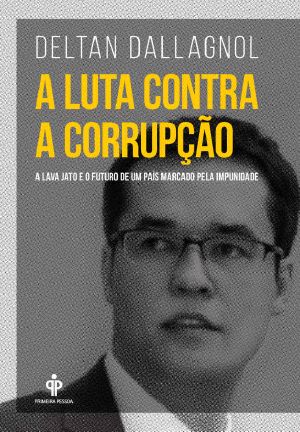 DELTAN DALLAGNOL
A LUTA CONTRA
A CORRUPÇÃO
A LAVA JATO E O FUTURO DE UM PAÍS MARCADO PELA IMPUNIDADE
PRIMEIRA PESSOA